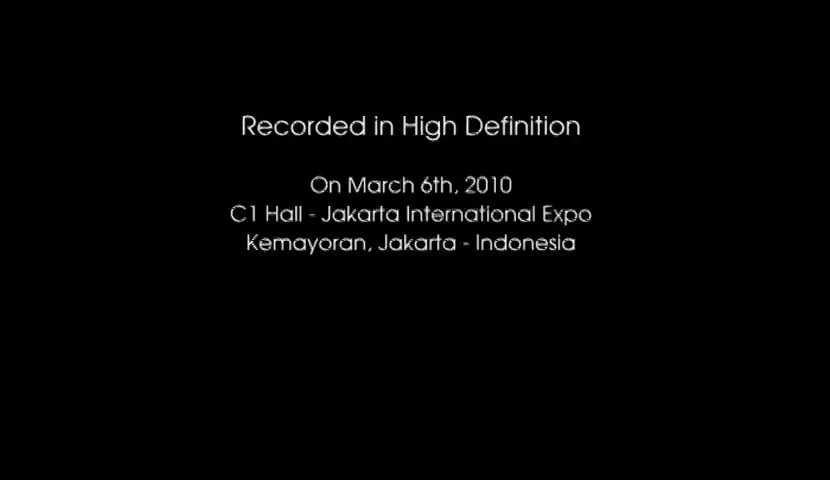 Recorded in High Definition
On March 6th, 2010
C1 Hall - Jakarta International Expo
Kemayoran, Jakarta - Indonesia